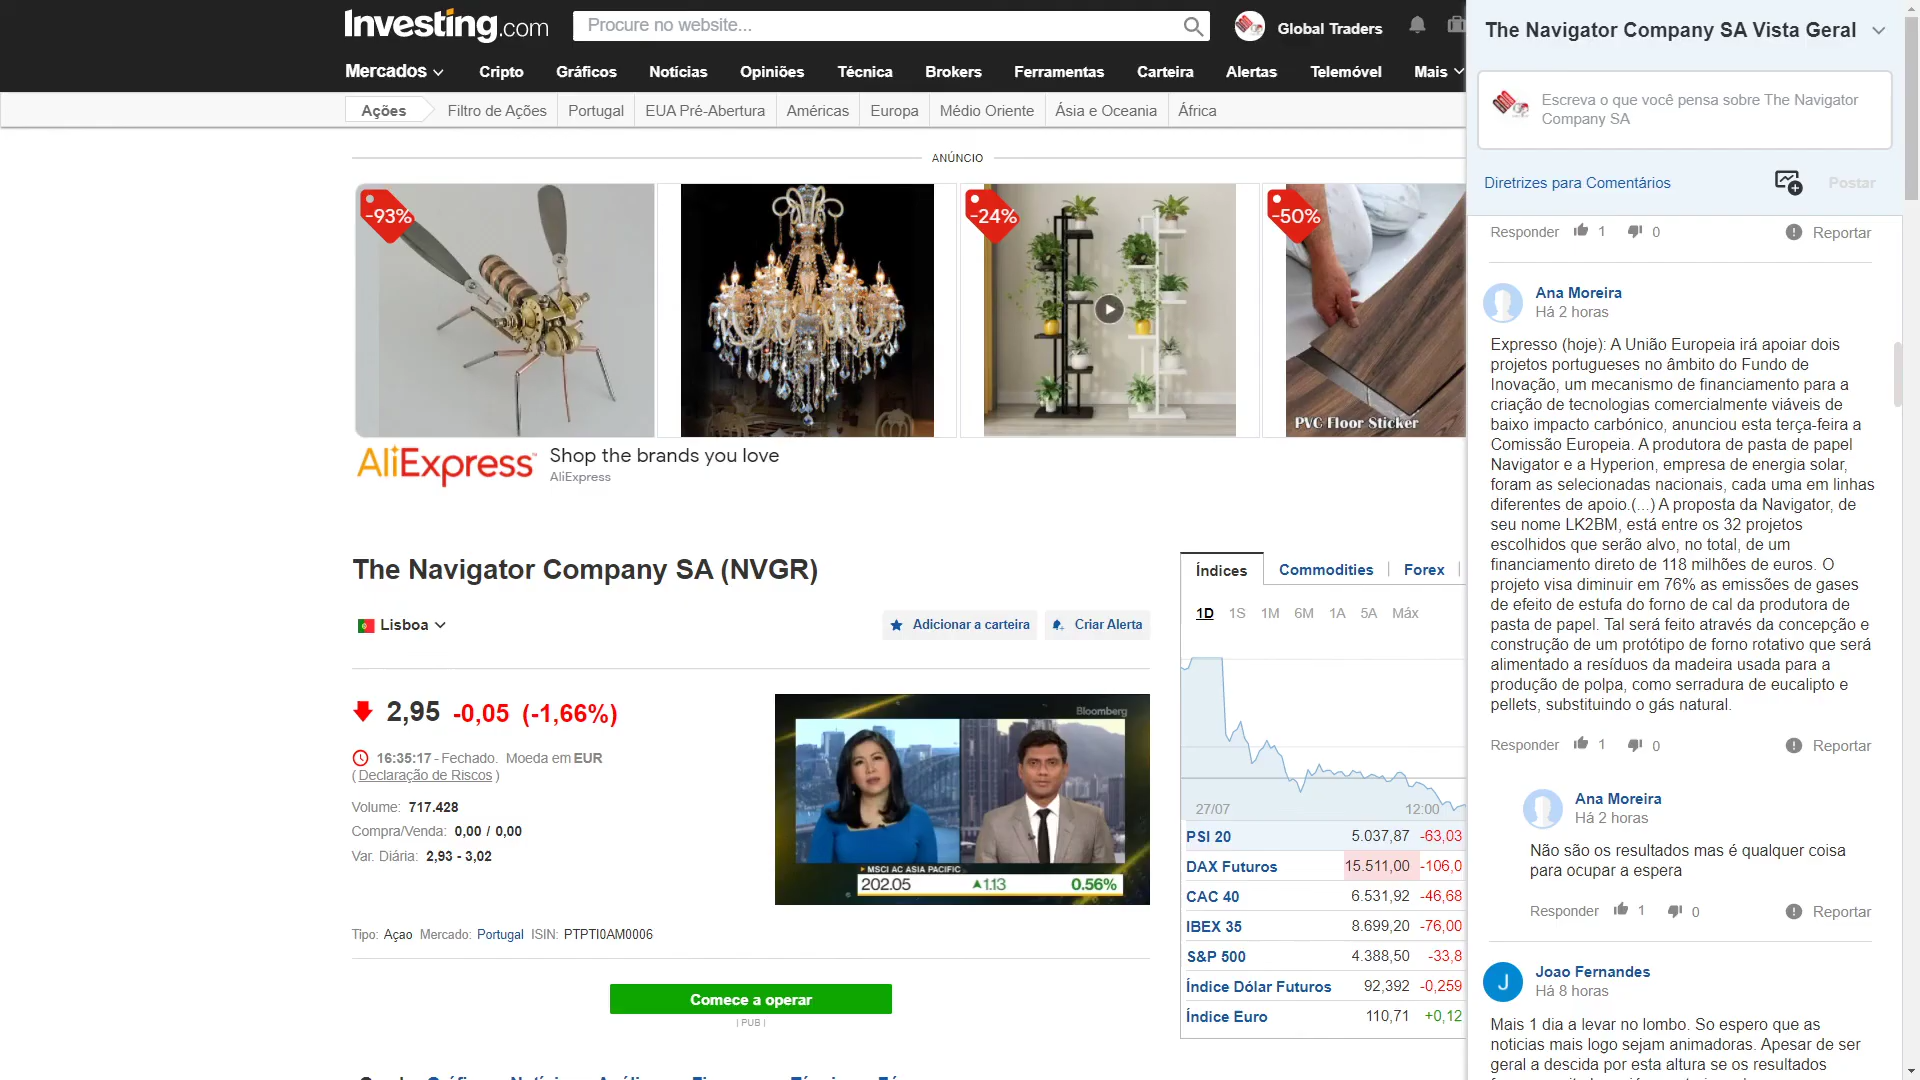 Investing.com
Procure no website...
Global Traders
Mercados
Cripto
Gráficos
Notícias
Opiniões
Técnica
Brokers
Ferramentas
Carteira
Alertas
Telemóvel
Mais
Ações
Filtro de Ações
Portugal
EUA Pré-Abertura
Américas
Europa
Médio Oriente
Ásia e Oceania
África
ANÚNCIO
-93%
-24%
-50%
PVC Floor Sticker
AliExpress
Shop the brands you love
AliExpress
The Navigator Company SA (NVGR)
Lisboa
Adicionar a carteira
Criar Alerta
2,95 -0,05 (-1,66%)
16:35:17 - Fechado. Moeda em EUR
( Declaração de Riscos )
Volume: 717.428
Compra/Venda: 0,00 / 0,00
Var. Diária: 2,93 - 3,02
Bloomberg
MSCI AC ASIA PACIFIC
202.05 1.13 0.56%
Tipo: Açao Mercado: Portugal ISIN: PTPTI0AM0006
Comece a operar
| PUB |
Índices
Commodities
Forex
1D 1S 1M 6M 1A 5A Máx
27/07 12:00
PSI 20 5.037,87 -63,03
DAX Futuros 15.511,00 -106,0
CAC 40 6.531,92 -46,68
IBEX 35 8.699,20 -76,00
S&P 500 4.388,50 -33,8
Índice Dólar Futuros 92,392 -0,259
Índice Euro 110,71 +0,12
The Navigator Company SA Vista Geral
Escreva o que você pensa sobre The Navigator
Company SA
Diretrizes para Comentários
Postar
Responder 1 0 Reportar
Ana Moreira
Há 2 horas
Expresso (hoje): A União Europeia irá apoiar dois
projetos portugueses no âmbito do Fundo de
Inovação, um mecanismo de financiamento para a
criação de tecnologias comercialmente viáveis de
baixo impacto carbónico, anunciou esta terça-feira a
Comissão Europeia. A produtora de pasta de papel
Navigator e a Hyperion, empresa de energia solar,
foram as selecionadas nacionais, cada uma em linhas
diferentes de apoio.(...) A proposta da Navigator, de
seu nome LK2BM, está entre os 32 projetos
escolhidos que serão alvo, no total, de um
financiamento direto de 118 milhões de euros. O
projeto visa diminuir em 76% as emissões de gases
de efeito de estufa do forno de cal da produtora de
pasta de papel. Tal será feito através da concepção e
construção de um protótipo de forno rotativo que será
alimentado a resíduos da madeira usada para a
produção de polpa, como serradura de eucalipto e
pellets, substituindo o gás natural.
Responder 1 0 Reportar
Ana Moreira
Há 2 horas
Não são os resultados mas é qualquer coisa
para ocupar a espera
Responder 1 0 Reportar
J
Joao Fernandes
Há 8 horas
Mais 1 dia a levar no lombo. So espero que as
noticias mais logo sejam animadoras. Apesar de ser
geral a descida por esta altura se os resultados